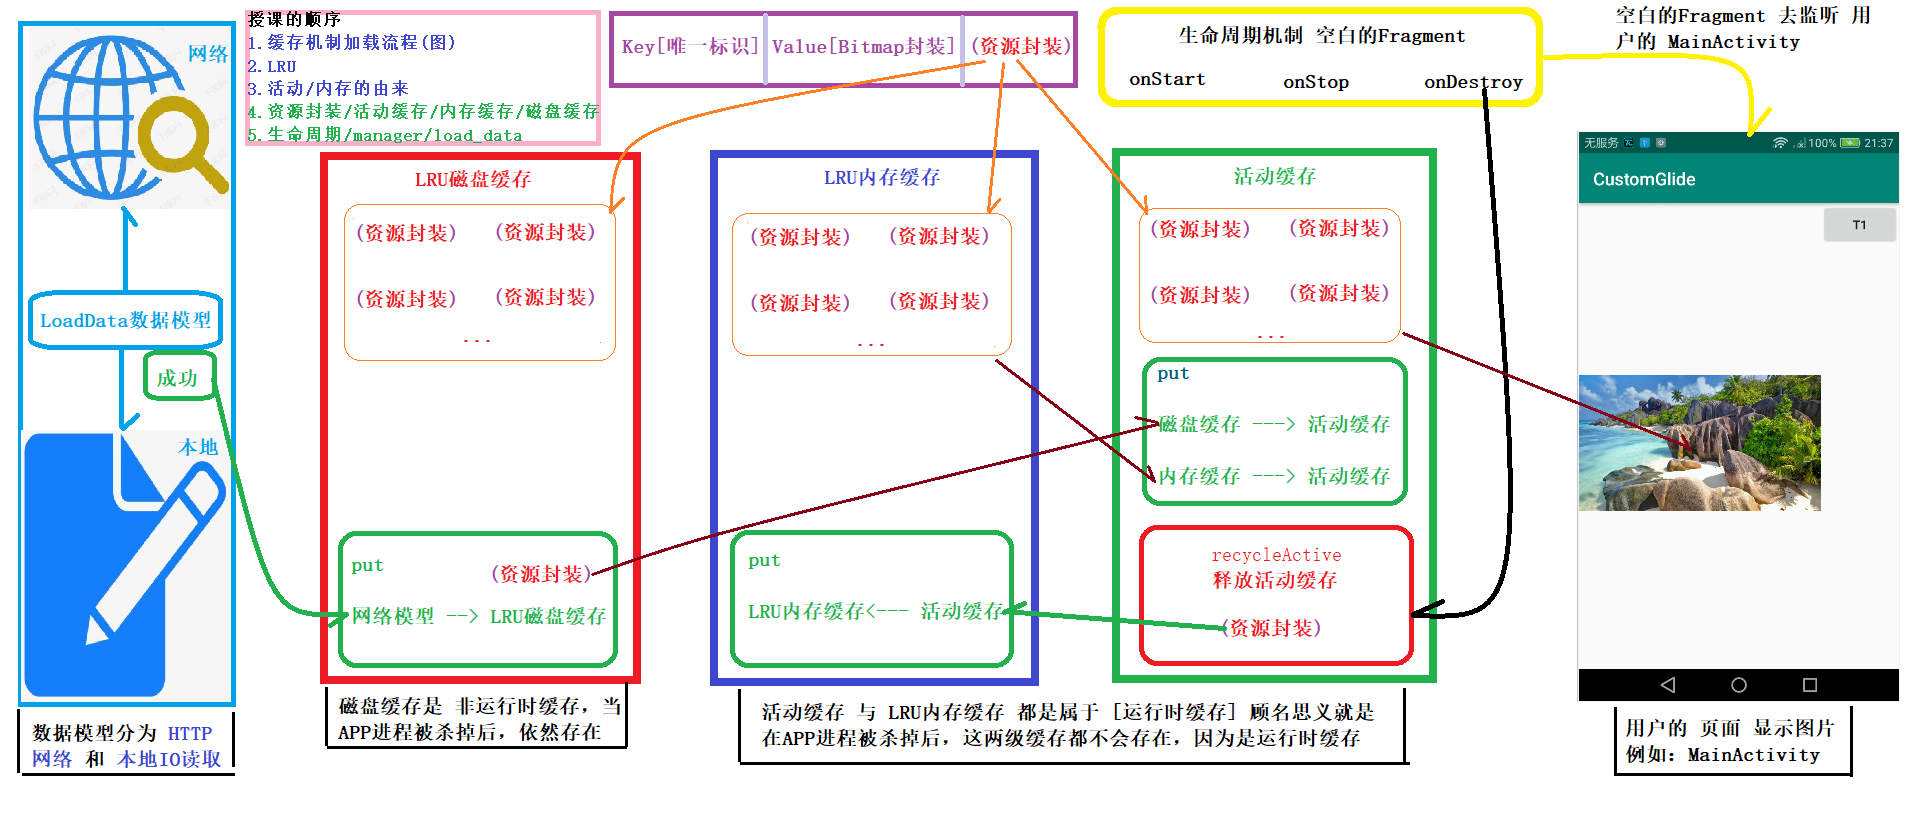 网络
授课的顺序
1.缓存机制加载流程(图)
2.LRU
3.活动/内存的由来
4.资源封装/活动缓存/内存缓存/磁盘缓存
5.生命周期/manager/load_data
Key[唯一标识] Value[Bitmap封装] (资源封装)
生命周期机制 空白的Fragment
onStart onStop onDestroy
空白的Fragment 去监听 用
户的 MainActivity
LoadData数据模型
成功
本地
数据模型分为 HTTP
网络 和 本地IO读取
LRU磁盘缓存
(资源封装) (资源封装)
(资源封装) (资源封装)
...
put
(资源封装)
网络模型 --> LRU磁盘缓存
磁盘缓存是 非运行时缓存，当
APP进程被杀掉后，依然存在
LRU内存缓存
(资源封装) (资源封装)
(资源封装) (资源封装)
...
put
LRU内存缓存<--- 活动缓存
活动缓存
(资源封装) (资源封装)
(资源封装) (资源封装)
...
put
磁盘缓存 ---> 活动缓存
内存缓存 ---> 活动缓存
recycleActive
释放活动缓存
(资源封装)
活动缓存 与 LRU内存缓存 都是属于 [运行时缓存] 顾名思义就是
在APP进程被杀掉后，这两级缓存都不会存在，因为是运行时缓存
无服务 100% 21:37
CustomGlide
T1
用户的 页面 显示图片
例如：MainActivity